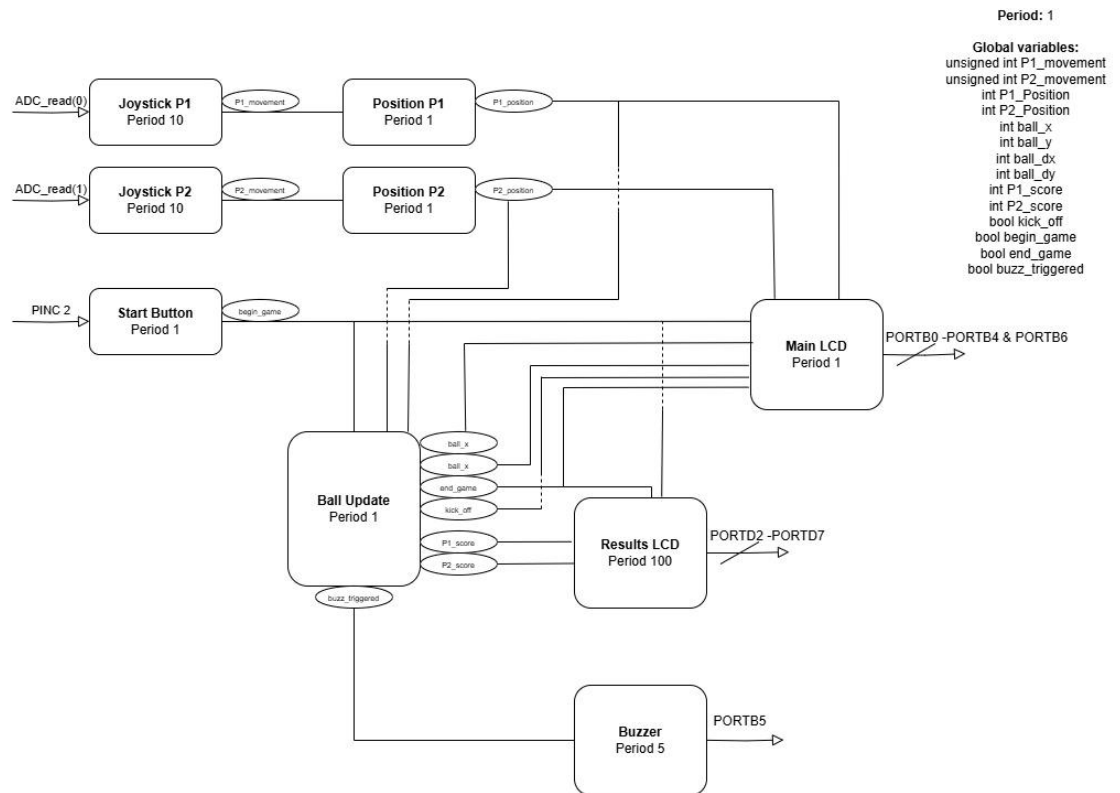 Period: 1
Global variables:
unsigned int P1_movement
unsigned int P2_movement
int P1_Position
int P2_Position
int ball_x
int ball_y
int ball_dx
int ball_dy
int P1_score
int P2_score
bool kick_off
bool begin_game
bool end_game
bool buzz_triggered
ADC_read(0)
Joystick P1
Period 10
P1_movement
Position P1
Period 1
P1_position
ADC_read(1)
Joystick P2
Period 10
P2_movement
Position P2
Period 1
P2_position
PINC 2
Start Button
Period 1
begin_game
Main LCD
Period 1
PORTB0 -PORTB4 & PORTB6
Ball Update
Period 1
ball_x
ball_x
end_game
kick_off
P1_score
P2_score
buzz_triggered
Results LCD
Period 100
PORTD2 -PORTD7
Buzzer
Period 5
PORTB5